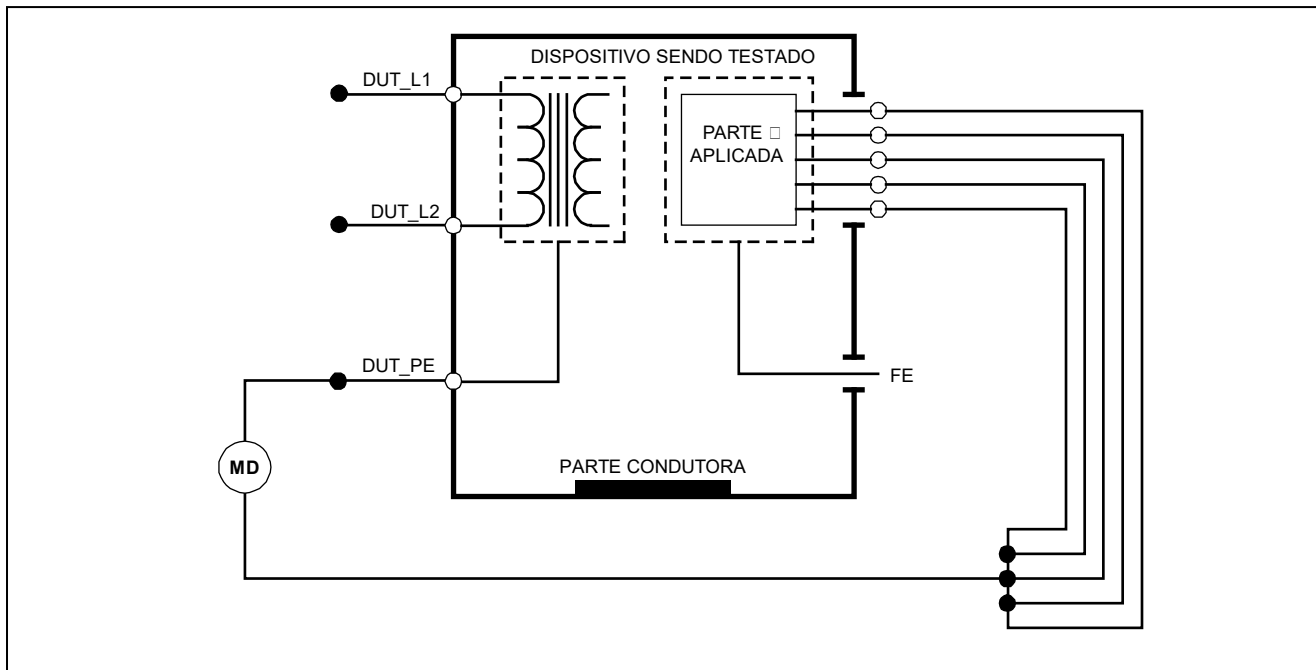 DISPOSITIVO SENDO TESTADO
DUT_L1
PARTE □
APLICADA
DUT_L2
DUT_PE
FE
MD
PARTE CONDUTORA